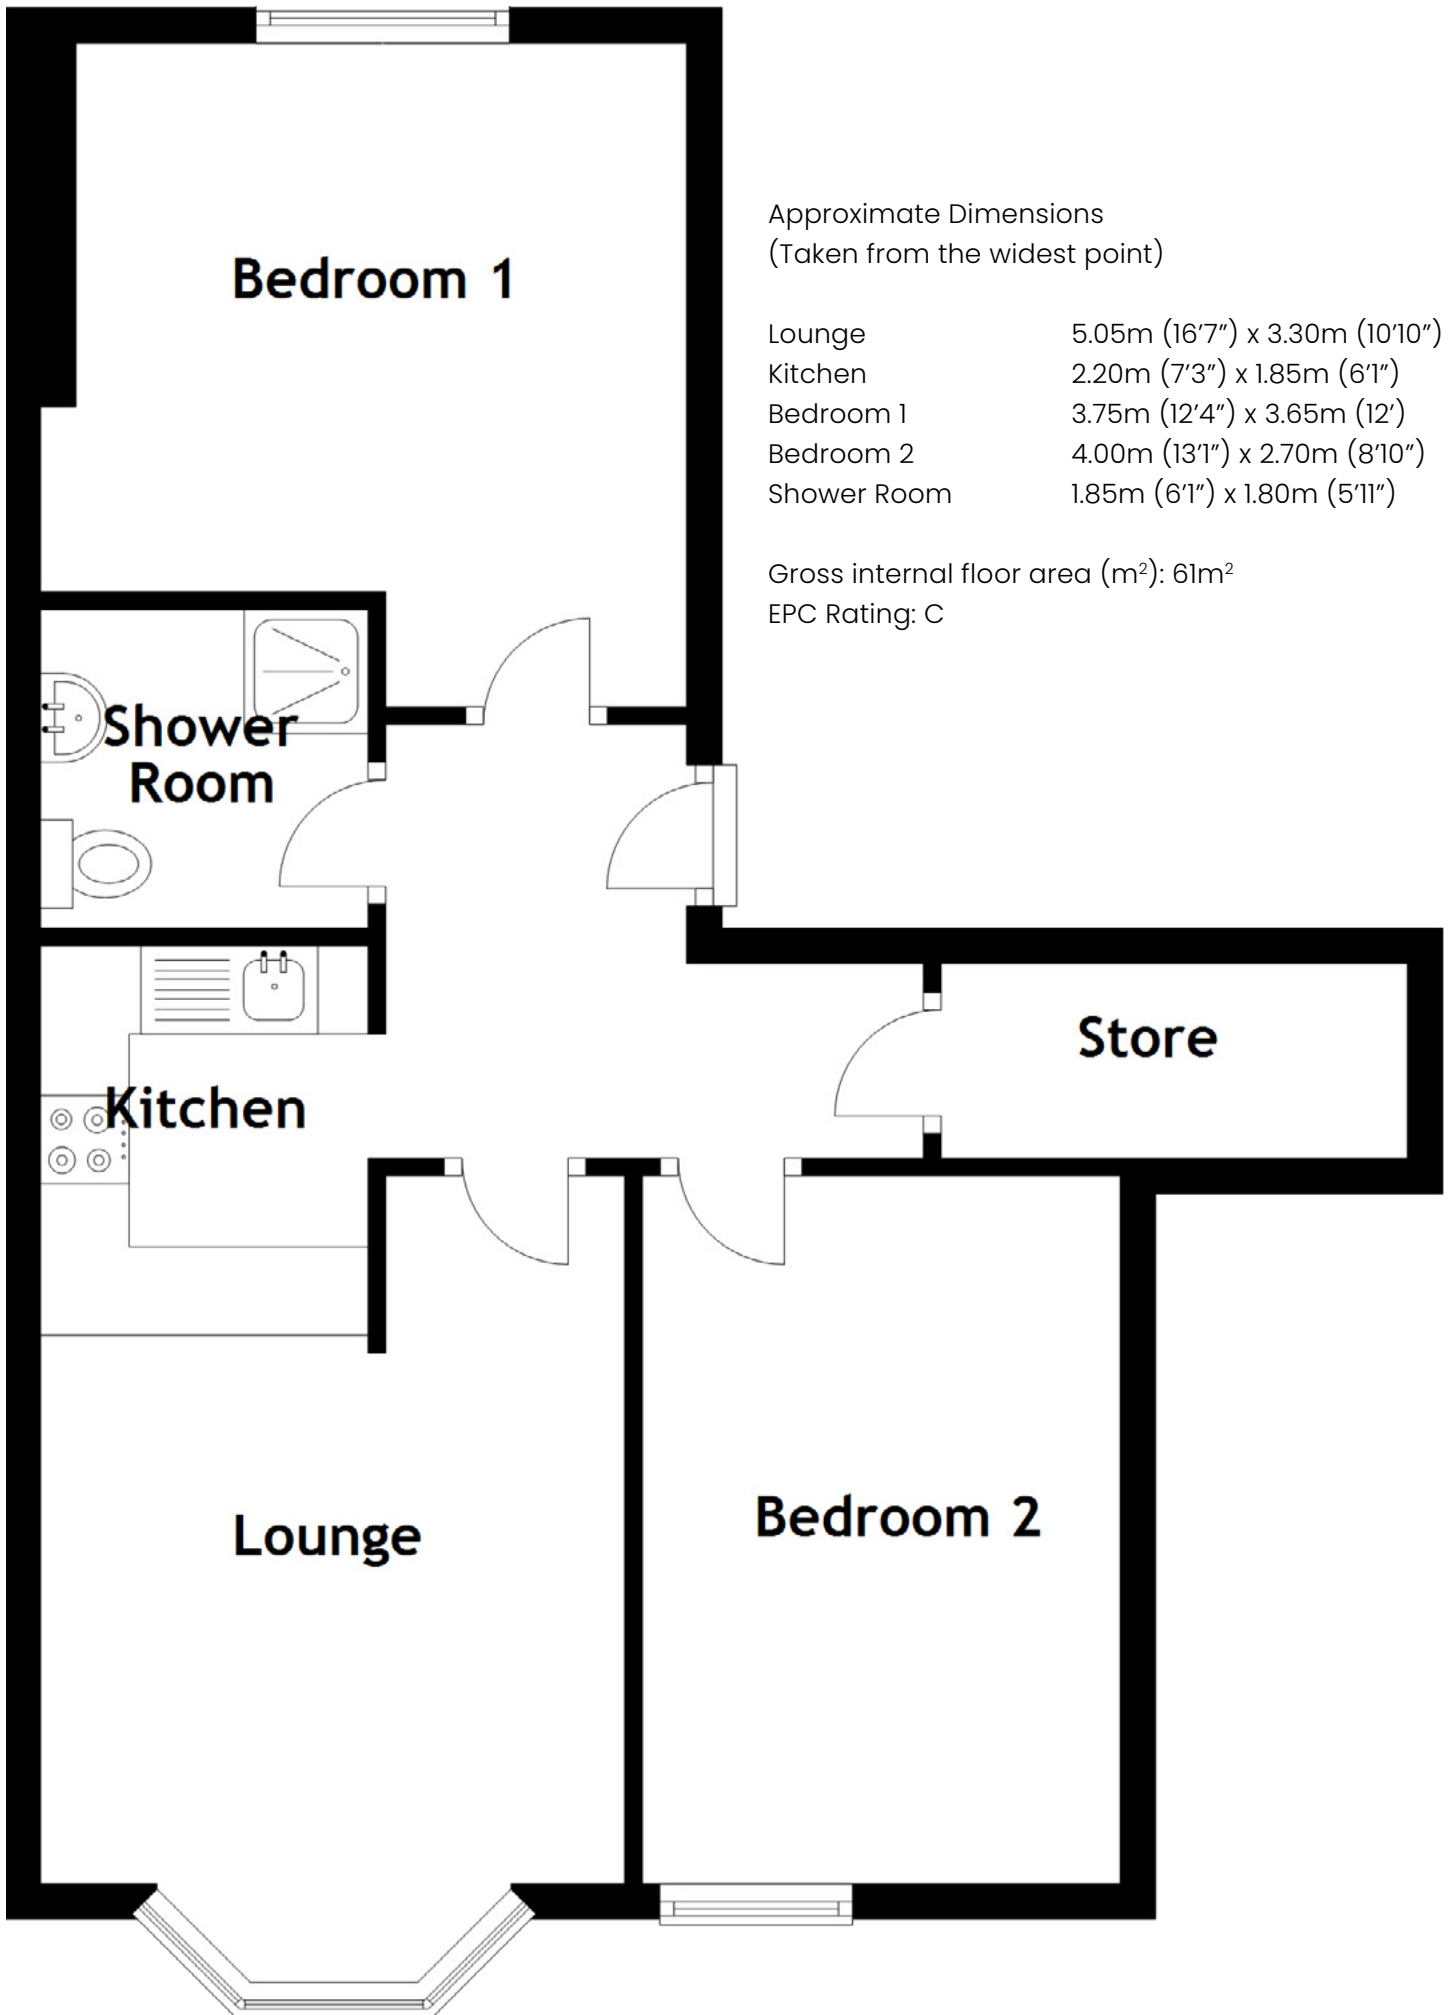 Bedroom 1
Approximate Dimensions
(Taken from the widest point)
Lounge 5.05m (16’7”) x 3.30m (10’10”)
Kitchen 2.20m (7’3”) x 1.85m (6’1”)
Bedroom 1 3.75m (12’4”) x 3.65m (12’)
Bedroom 2 4.00m (13’1”) x 2.70m (8’10”)
Shower Room 1.85m (6’1”) x 1.80m (5’11”)
Gross internal floor area (m²): 61m²
EPC Rating: C
Shower
Room
Store
Kitchen
Bedroom 2
Lounge